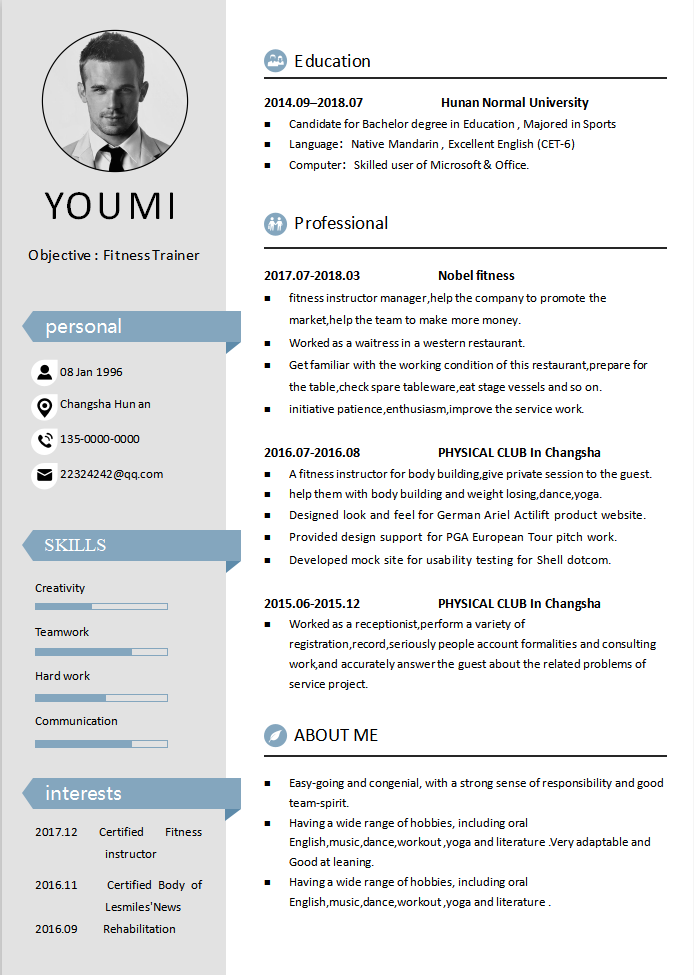 YOUMI
Objective : Fitness Trainer
personal
08 Jan 1996
Changsha Hun an
135-0000-0000
22324242@qq.com
SKILLS
Creativity
Teamwork
Hard work
Communication
interests
2017.12 Certified Fitness
instructor
2016.11 Certified Body of
Lesmiles'News
2016.09 Rehabilitation
Education
2014.09–2018.07 Hunan Normal University
■ Candidate for Bachelor degree in Education , Majored in Sports
■ Language：Native Mandarin , Excellent English (CET-6)
■ Computer：Skilled user of Microsoft & Office.
Professional
2017.07-2018.03 Nobel fitness
■ fitness instructor manager,help the company to promote the
market,help the team to make more money.
■ Worked as a waitress in a western restaurant.
■ Get familiar with the working condition of this restaurant,prepare for
the table,check spare tableware,eat stage vessels and so on.
■ initiative patience,enthusiasm,improve the service work.
2016.07-2016.08 PHYSICAL CLUB In Changsha
■ A fitness instructor for body building,give private session to the guest.
■ help them with body building and weight losing,dance,yoga.
■ Designed look and feel for German Ariel Actilift product website.
■ Provided design support for PGA European Tour pitch work.
■ Developed mock site for usability testing for Shell dotcom.
2015.06-2015.12 PHYSICAL CLUB In Changsha
■ Worked as a receptionist,perform a variety of
registration,record,seriously people account formalities and consulting
work,and accurately answer the guest about the related problems of
service project.
ABOUT ME
■ Easy-going and congenial, with a strong sense of responsibility and good
team-spirit.
■ Having a wide range of hobbies, including oral
English,music,dance,workout ,yoga and literature .Very adaptable and
Good at leaning.
■ Having a wide range of hobbies, including oral
English,music,dance,workout ,yoga and literature .